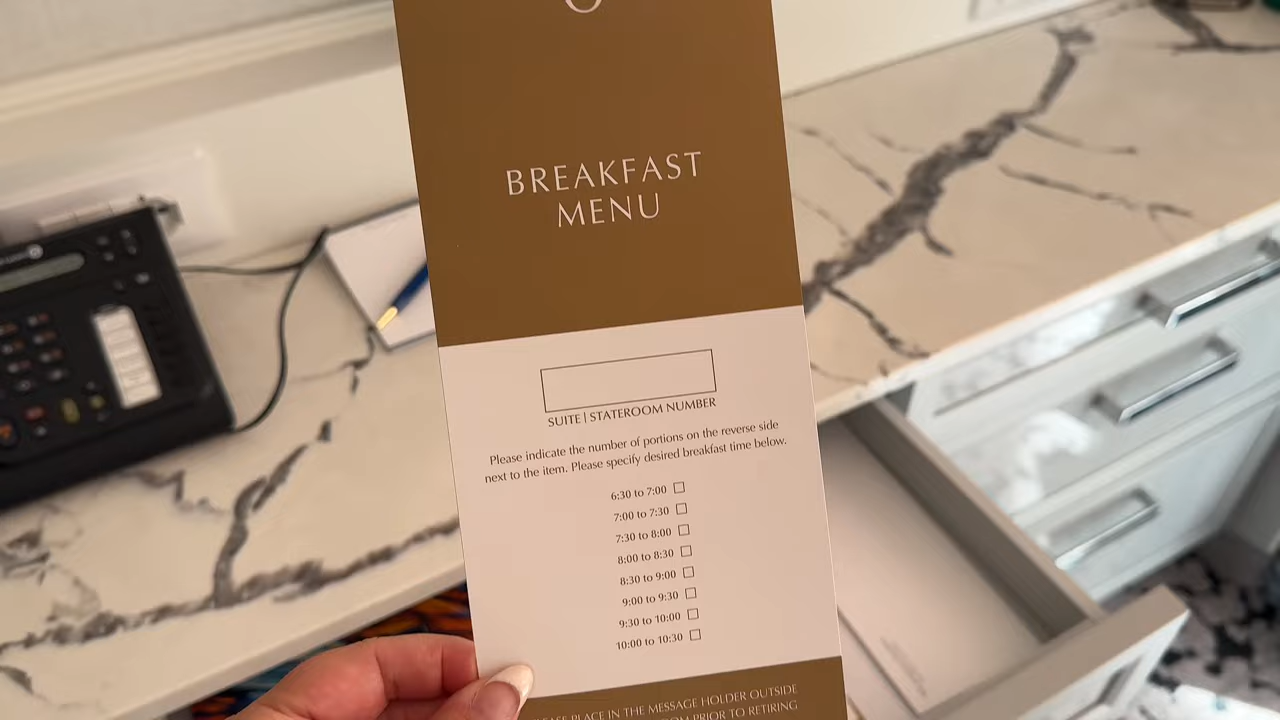 BREAKFAST
MENU
SUITE | STATEROOM NUMBER
Please indicate the number of portions on the reverse side
next to the item. Please specify desired breakfast time below.
6:30 to 7:00
7:00 to 7:30
7:30 to 8:00
8:00 to 8:30
8:30 to 9:00
9:00 to 9:30
9:30 to 10:00
10:00 to 10:30
PLACE IN THE MESSAGE HOLDER OUTSIDE
PRIOR TO RETIRING